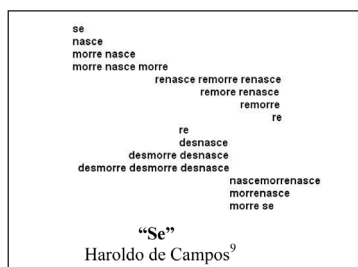 se
nasce
morre nasce
morre nasce morre
renasce remorre renasce
remore renasce
remorre
re
re
desnasce
desmorre desnasce
desmorre desmorre desnasce
nascemorrenasce
morrenasce
morre se
“Se”
Haroldo de Campos⁹